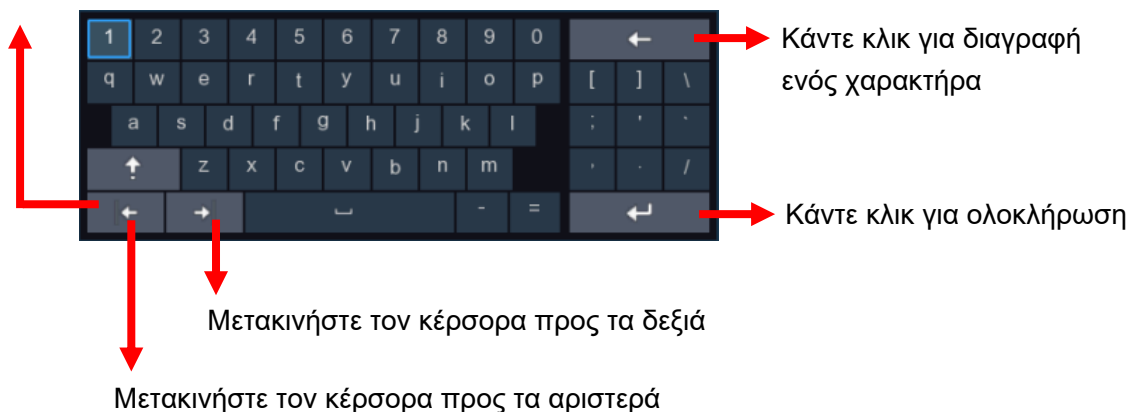 1 2 3 4 5 6 7 8 9 0
Κάντε κλικ για διαγραφή
ενός χαρακτήρα
q w e r t y u i o p [ ] \
a s d f g h j k l ; ' `
z x c v b n m , . /
- =
Κάντε κλικ για ολοκλήρωση
Μετακινήστε τον κέρσορα προς τα δεξιά
Μετακινήστε τον κέρσορα προς τα αριστερά